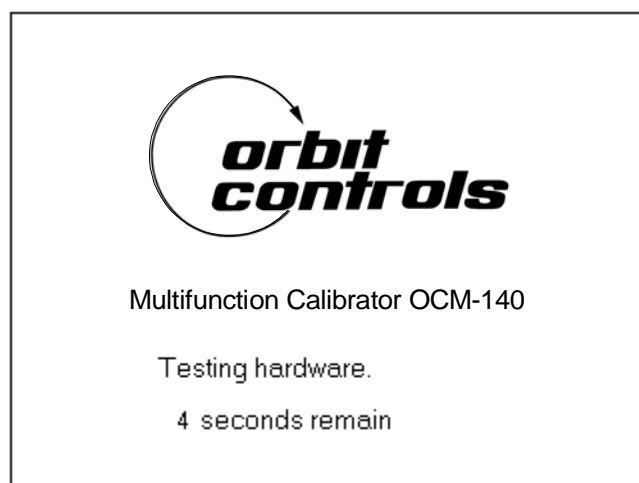 orbit
controls
Multifunction Calibrator OCM-140
Testing hardware.
4 seconds remain